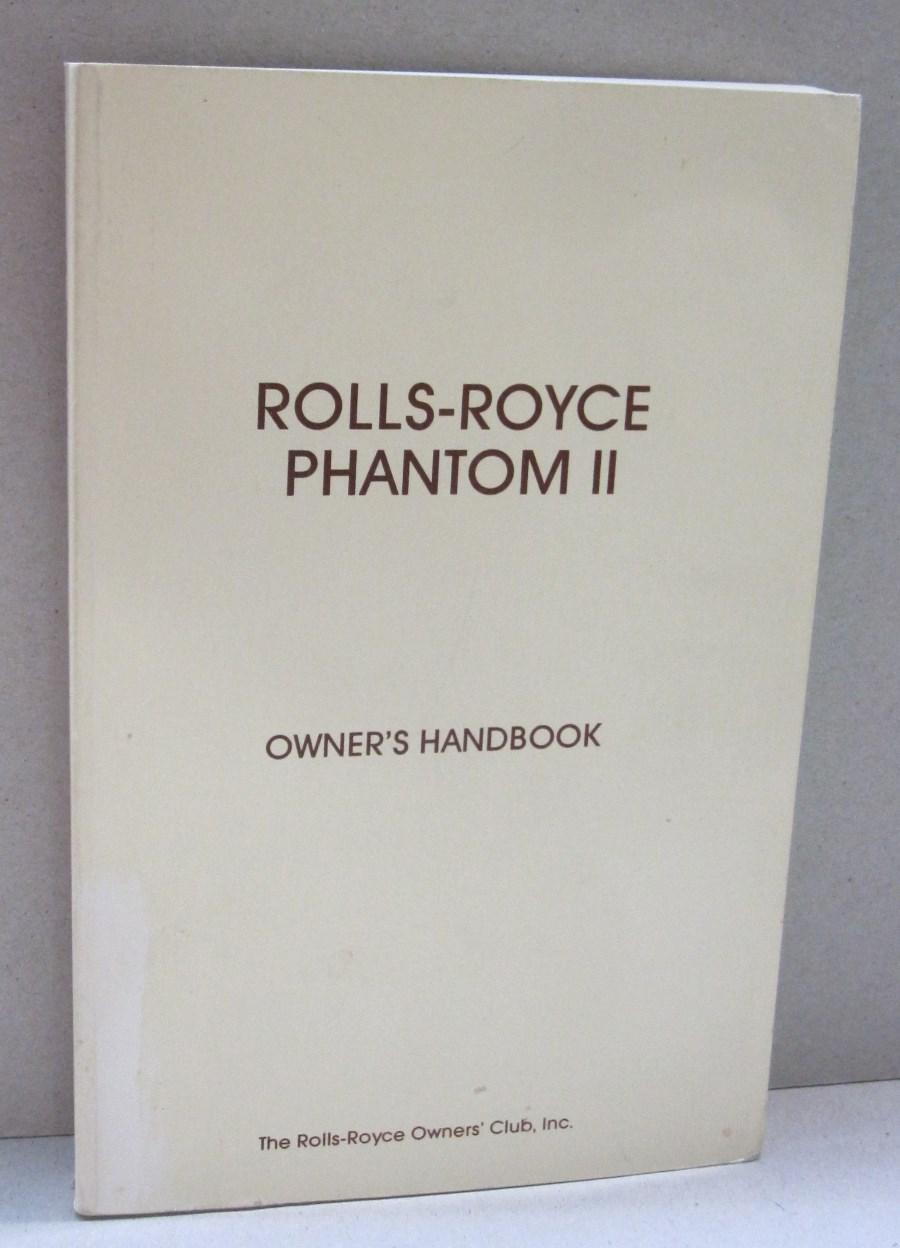 ROLLS-ROYCE
PHANTOM II
OWNER'S HANDBOOK
The Rolls-Royce Owners' Club, Inc.